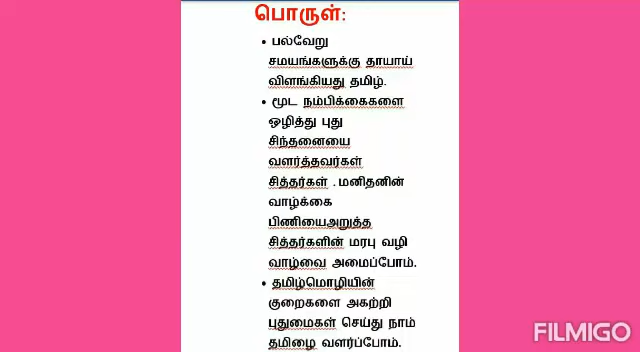 பொருள்:
• பல்வேறு
சமயங்களுக்கு தாயாய்
விளங்கியது தமிழ்.
• மூட நம்பிக்கைகளை
ஒழித்து புது
சிந்தனையை
வளர்த்தவர்கள்
சித்தர்கள் . மனிதனின்
வாழ்க்கை
பிணியைஅறுத்த
சித்தர்களின் மரபு வழி
வாழ்வை அமைப்போம்.
• தமிழ்மொழியின்
குறைகளை அகற்றி
புதுமைகள் செய்து நாம்
தமிழை வளர்ப்போம்.
FILMIGO